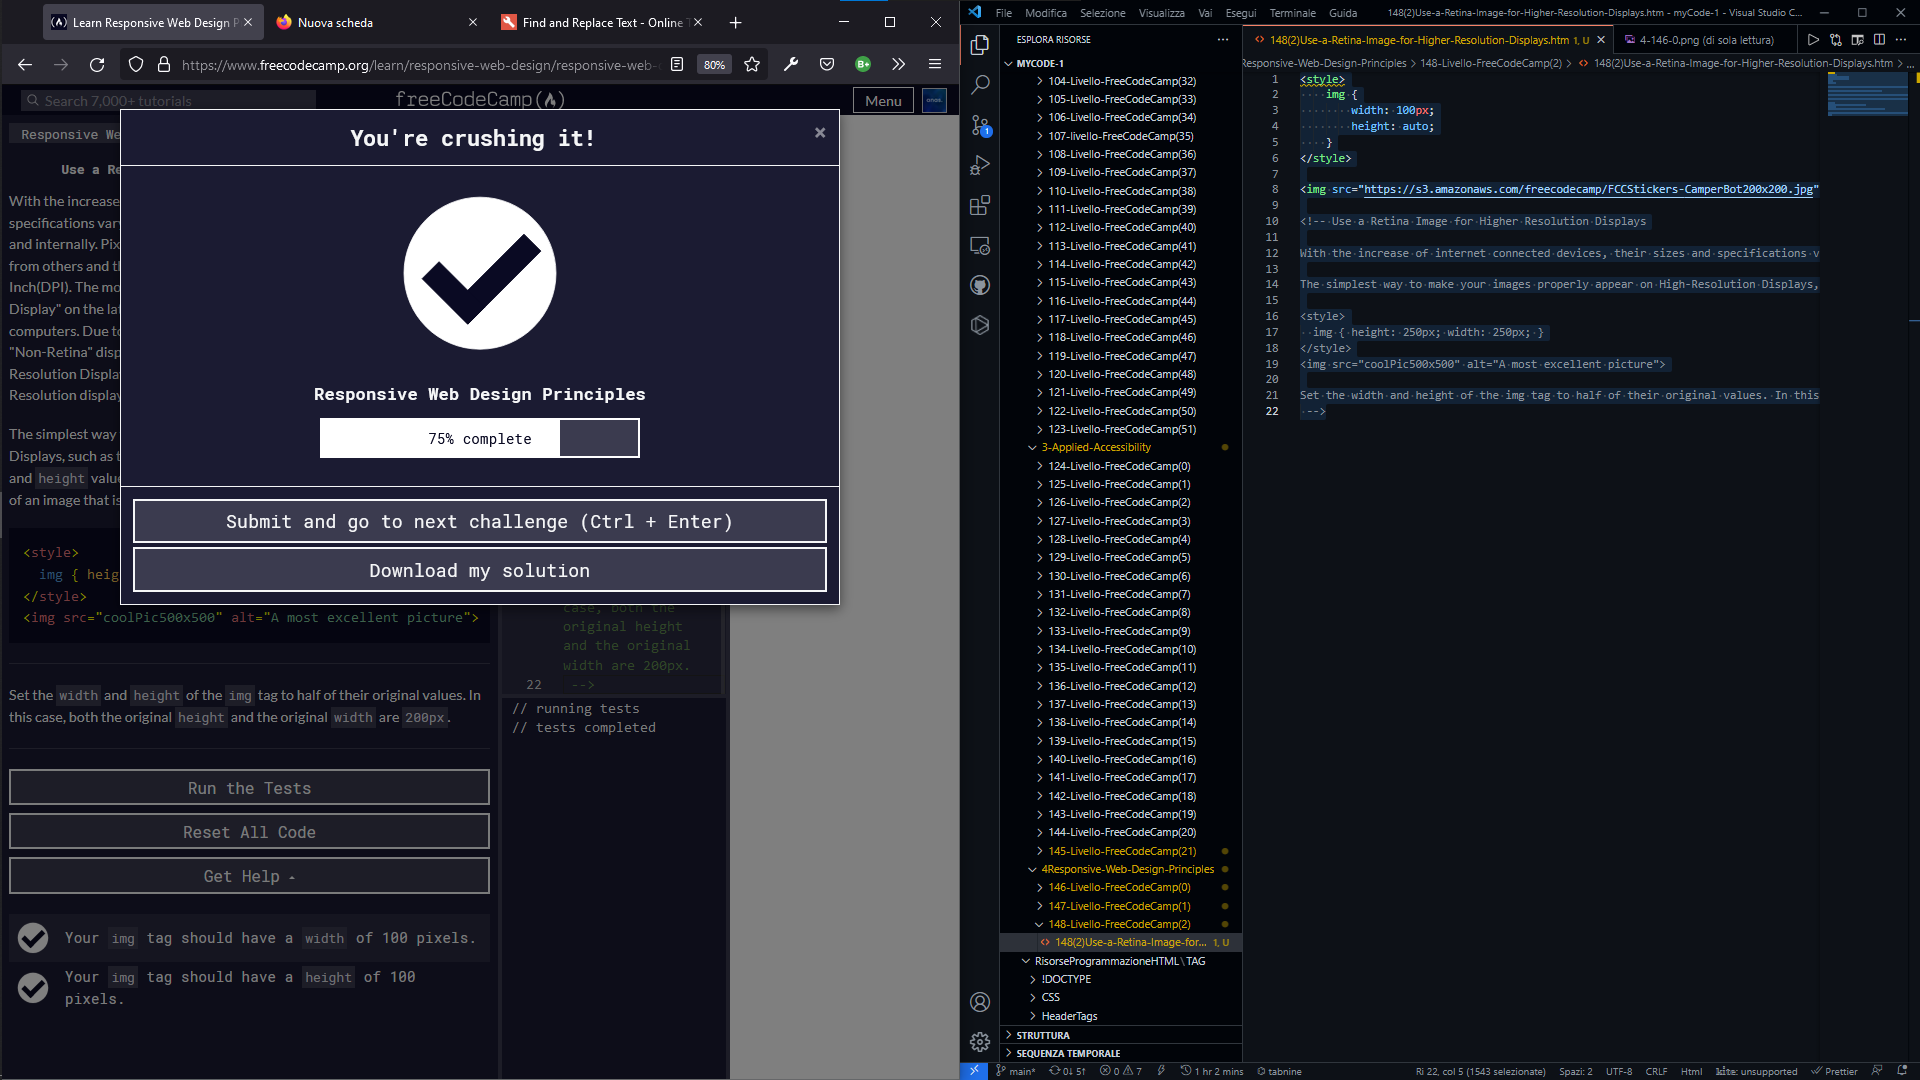 Learn Responsive Web Design P
Nuova scheda
Find and Replace Text - Online T
https://www.freecodecamp.org/learn/responsive-web-design/responsive-web-
80%
Search 7,000+ tutorials
freeCodeCamp
Menu
Responsive We
You're crushing it!
Use a Re
With the increase
specifications var
and internally. Pix
from others and th
Inch(DPI). The mo
Display" on the lat
computers. Due to
"Non-Retina" disp
Resolution Display
Resolution display
Responsive Web Design Principles
75% complete
The simplest way
Displays, such as t
and height value
of an image that is
Submit and go to next challenge (Ctrl + Enter)
Download my solution
<style>
img { heig
</style>
<img src="coolPic500x500" alt="A most excellent picture">
case, both the
original height
and the original
width are 200px.
22 -->
Set the width and height of the img tag to half of their original values. In
this case, both the original height and the original width are 200px.
// running tests
// tests completed
Run the Tests
Reset All Code
Get Help
Your img tag should have a width of 100 pixels.
Your img tag should have a height of 100
pixels.
File Modifica Selezione Visualizza Vai Esegui Terminale Guida
148(2)Use-a-Retina-Image-for-Higher-Resolution-Displays.htm - myCode-1 - Visual Studio C...
ESPLORA RISORSE
MYCODE-1
104-Livello-FreeCodeCamp(32)
105-Livello-FreeCodeCamp(33)
106-Livello-FreeCodeCamp(34)
107-livello-FreeCodeCamp(35)
108-Livello-FreeCodeCamp(36)
109-Livello-FreeCodeCamp(37)
110-Livello-FreeCodeCamp(38)
111-Livello-FreeCodeCamp(39)
112-Livello-FreeCodeCamp(40)
113-Livello-FreeCodeCamp(41)
114-Livello-FreeCodeCamp(42)
115-Livello-FreeCodeCamp(43)
116-Livello-FreeCodeCamp(44)
117-Livello-FreeCodeCamp(45)
118-Livello-FreeCodeCamp(46)
119-Livello-FreeCodeCamp(47)
120-Livello-FreeCodeCamp(48)
121-Livello-FreeCodeCamp(49)
122-Livello-FreeCodeCamp(50)
123-Livello-FreeCodeCamp(51)
3-Applied-Accessibility
124-Livello-FreeCodeCamp(0)
125-Livello-FreeCodeCamp(1)
126-Livello-FreeCodeCamp(2)
127-Livello-FreeCodeCamp(3)
128-Livello-FreeCodeCamp(4)
129-Livello-FreeCodeCamp(5)
130-Livello-FreeCodeCamp(6)
131-Livello-FreeCodeCamp(7)
132-Livello-FreeCodeCamp(8)
133-Livello-FreeCodeCamp(9)
134-Livello-FreeCodeCamp(10)
135-Livello-FreeCodeCamp(11)
136-Livello-FreeCodeCamp(12)
137-Livello-FreeCodeCamp(13)
138-Livello-FreeCodeCamp(14)
139-Livello-FreeCodeCamp(15)
140-Livello-FreeCodeCamp(16)
141-Livello-FreeCodeCamp(17)
142-Livello-FreeCodeCamp(18)
143-Livello-FreeCodeCamp(19)
144-Livello-FreeCodeCamp(20)
145-Livello-FreeCodeCamp(21)
4Responsive-Web-Design-Principles
146-Livello-FreeCodeCamp(0)
147-Livello-FreeCodeCamp(1)
148-Livello-FreeCodeCamp(2)
148(2)Use-a-Retina-Image-for... 1, U
RisorseProgrammazioneHTML\TAG
!DOCTYPE
CSS
HeaderTags
STRUTTURA
SEQUENZA TEMPORALE
148(2)Use-a-Retina-Image-for-Higher-Resolution-Displays.htm 1, U
4-146-0.png (di sola lettura)
Responsive-Web-Design-Principles > 148-Livello-FreeCodeCamp(2) > 148(2)Use-a-Retina-Image-for-Higher-Resolution-Displays.htm > ...
1 <style>
2 img {
3 width: 100px;
4 height: auto;
5 }
6 </style>
7
8 <img src="https://s3.amazonaws.com/freecodecamp/FCCStickers-CamperBot200x200.jpg"
9
10 <!-- Use a Retina Image for Higher Resolution Displays
11
12 With the increase of internet connected devices, their sizes and specifications v
13
14 The simplest way to make your images properly appear on High-Resolution Displays,
15
16 <style>
17 img { height: 250px; width: 250px; }
18 </style>
19 <img src="coolPic500x500" alt="A most excellent picture">
20
21 Set the width and height of the img tag to half of their original values. In this
22 -->
main* 0↓ 5↑ 0 7 1 hr 2 mins tabnine
Ri 22, col 5 (1543 selezionate) Spazi: 2 UTF-8 CRLF Html unsupported Prettier